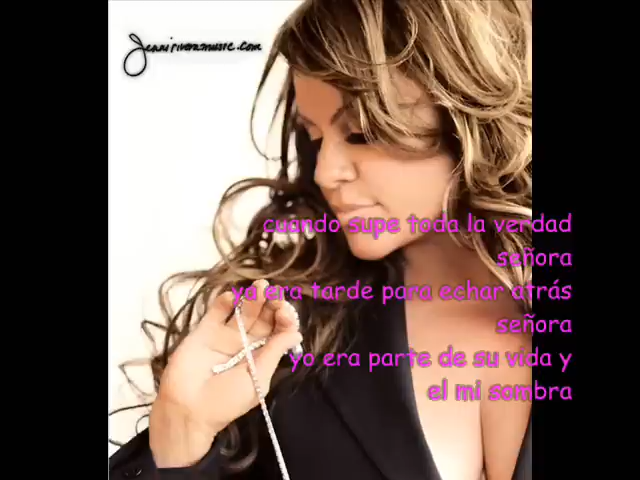 Jenniriveramusic.com
cuando supe toda la verdad
señora
ya era tarde para echar atrás
señora
yo era parte de su vida y
el mi sombra